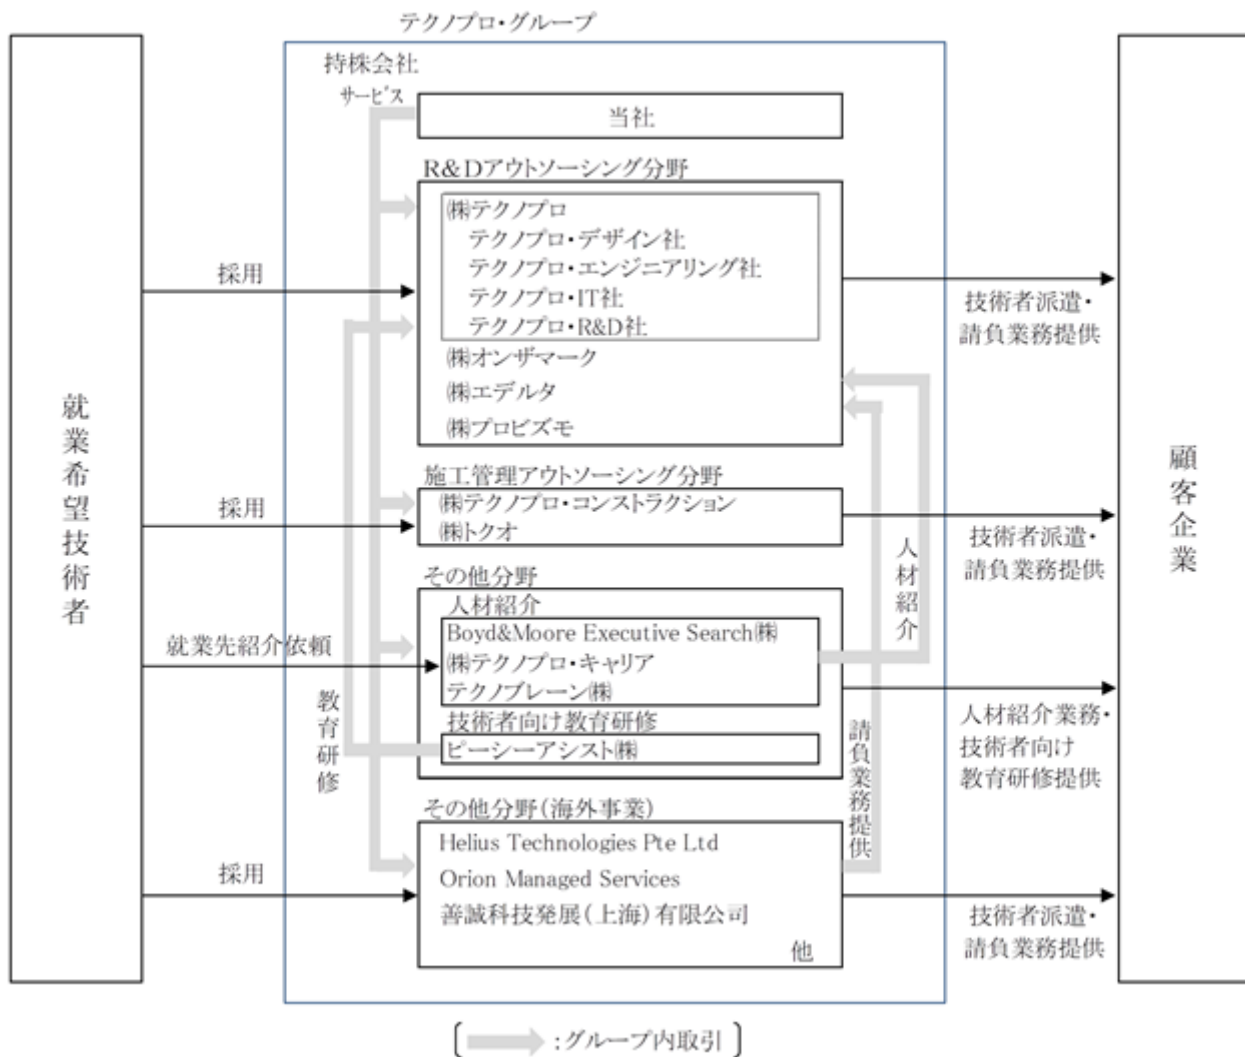 テクノプロ・グループ
持株会社
サービス
当社
R&Dアウトソーシング分野
㈱テクノプロ
テクノプロ・デザイン社
テクノプロ・エンジニアリング社
テクノプロ・IT社
テクノプロ・R&D社
㈱オンザマーク
㈱エデルタ
㈱プロビズモ
採用
技術者派遣・
請負業務提供
就業希望技術者
顧客企業
施工管理アウトソーシング分野
㈱テクノプロ・コンストラクション
㈱トクオ
採用
技術者派遣・
請負業務提供
人材紹介
その他分野
人材紹介
Boyd&Moore Executive Search㈱
㈱テクノプロ・キャリア
テクノブレーン㈱
就業先紹介依頼
技術者向け教育研修
ピーシーアシスト㈱
教育研修
請負業務提供
人材紹介業務・
技術者向け
教育研修提供
その他分野(海外事業)
Helius Technologies Pte Ltd
Orion Managed Services
善誠科技発展(上海)有限公司
他
採用
技術者派遣・
請負業務提供
[ :グループ内取引 ]